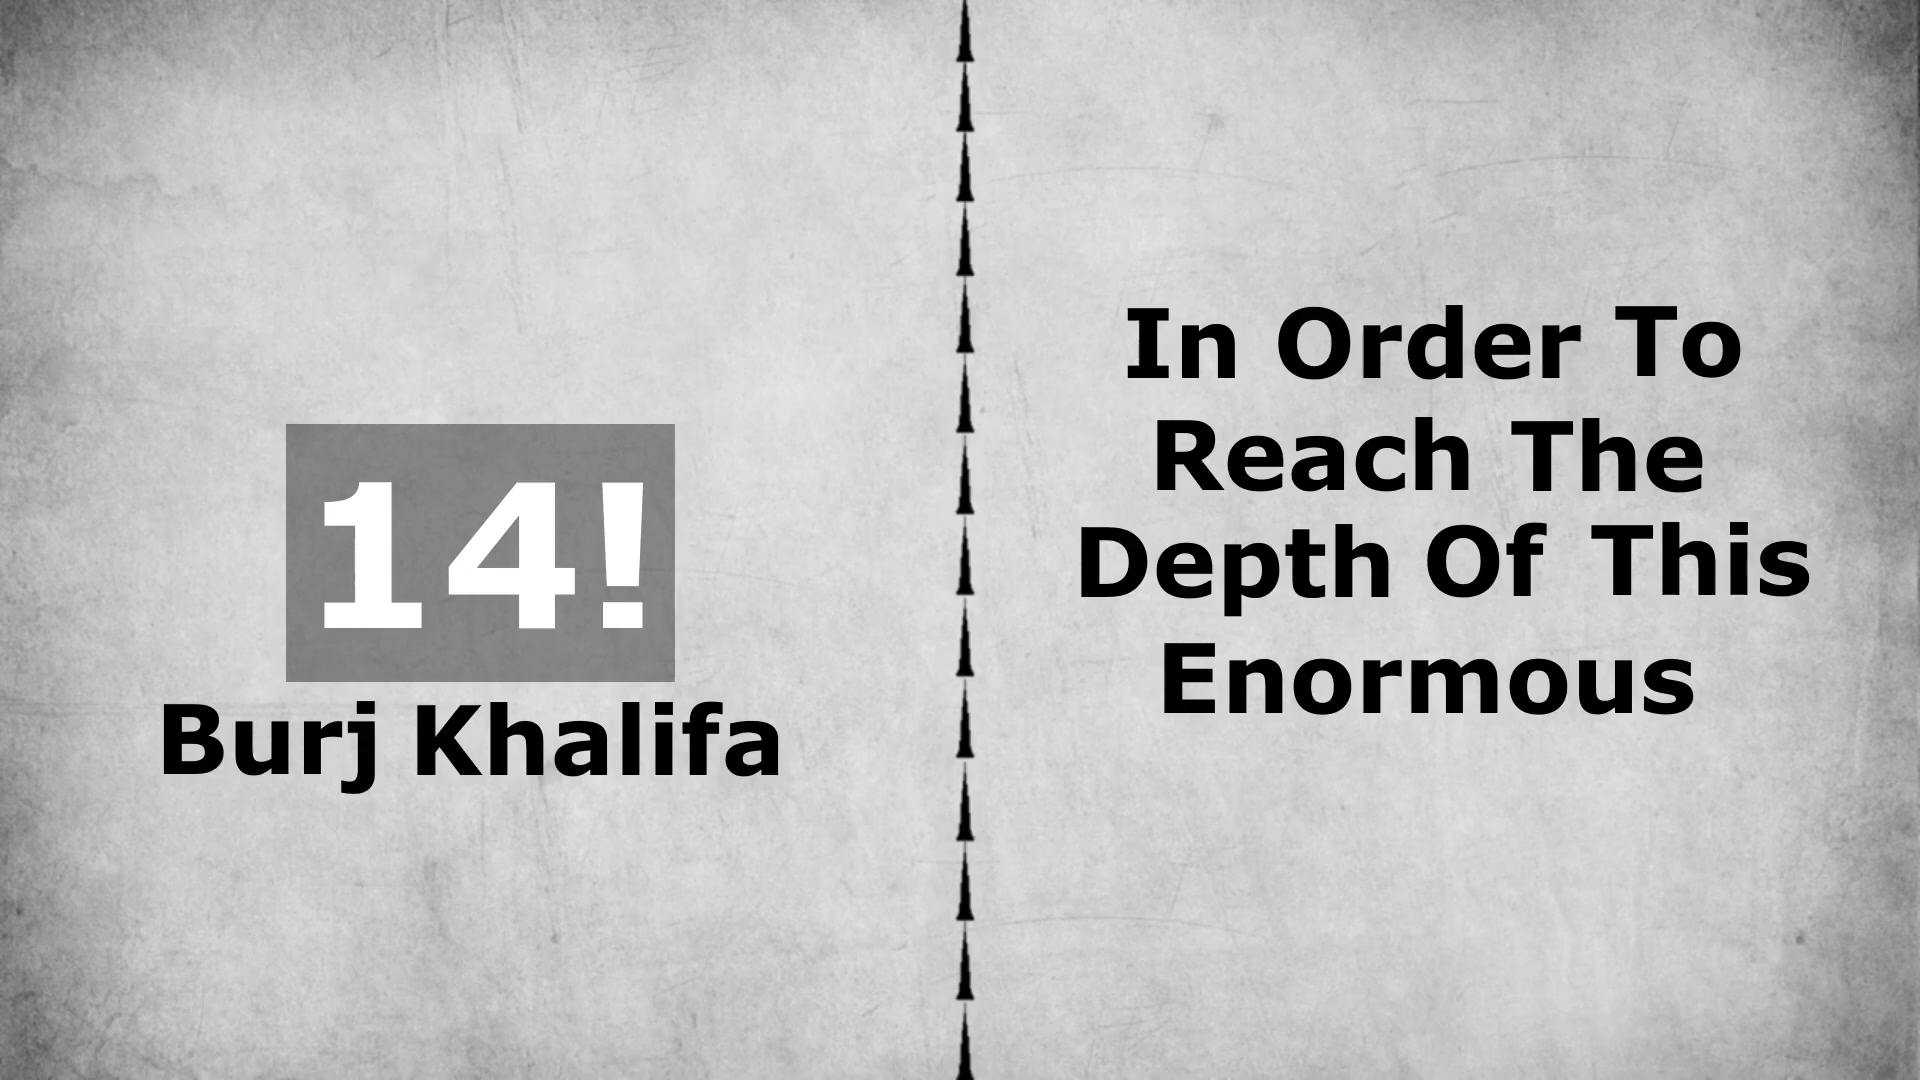 14!
Burj Khalifa
In Order To
Reach The
Depth Of This
Enormous